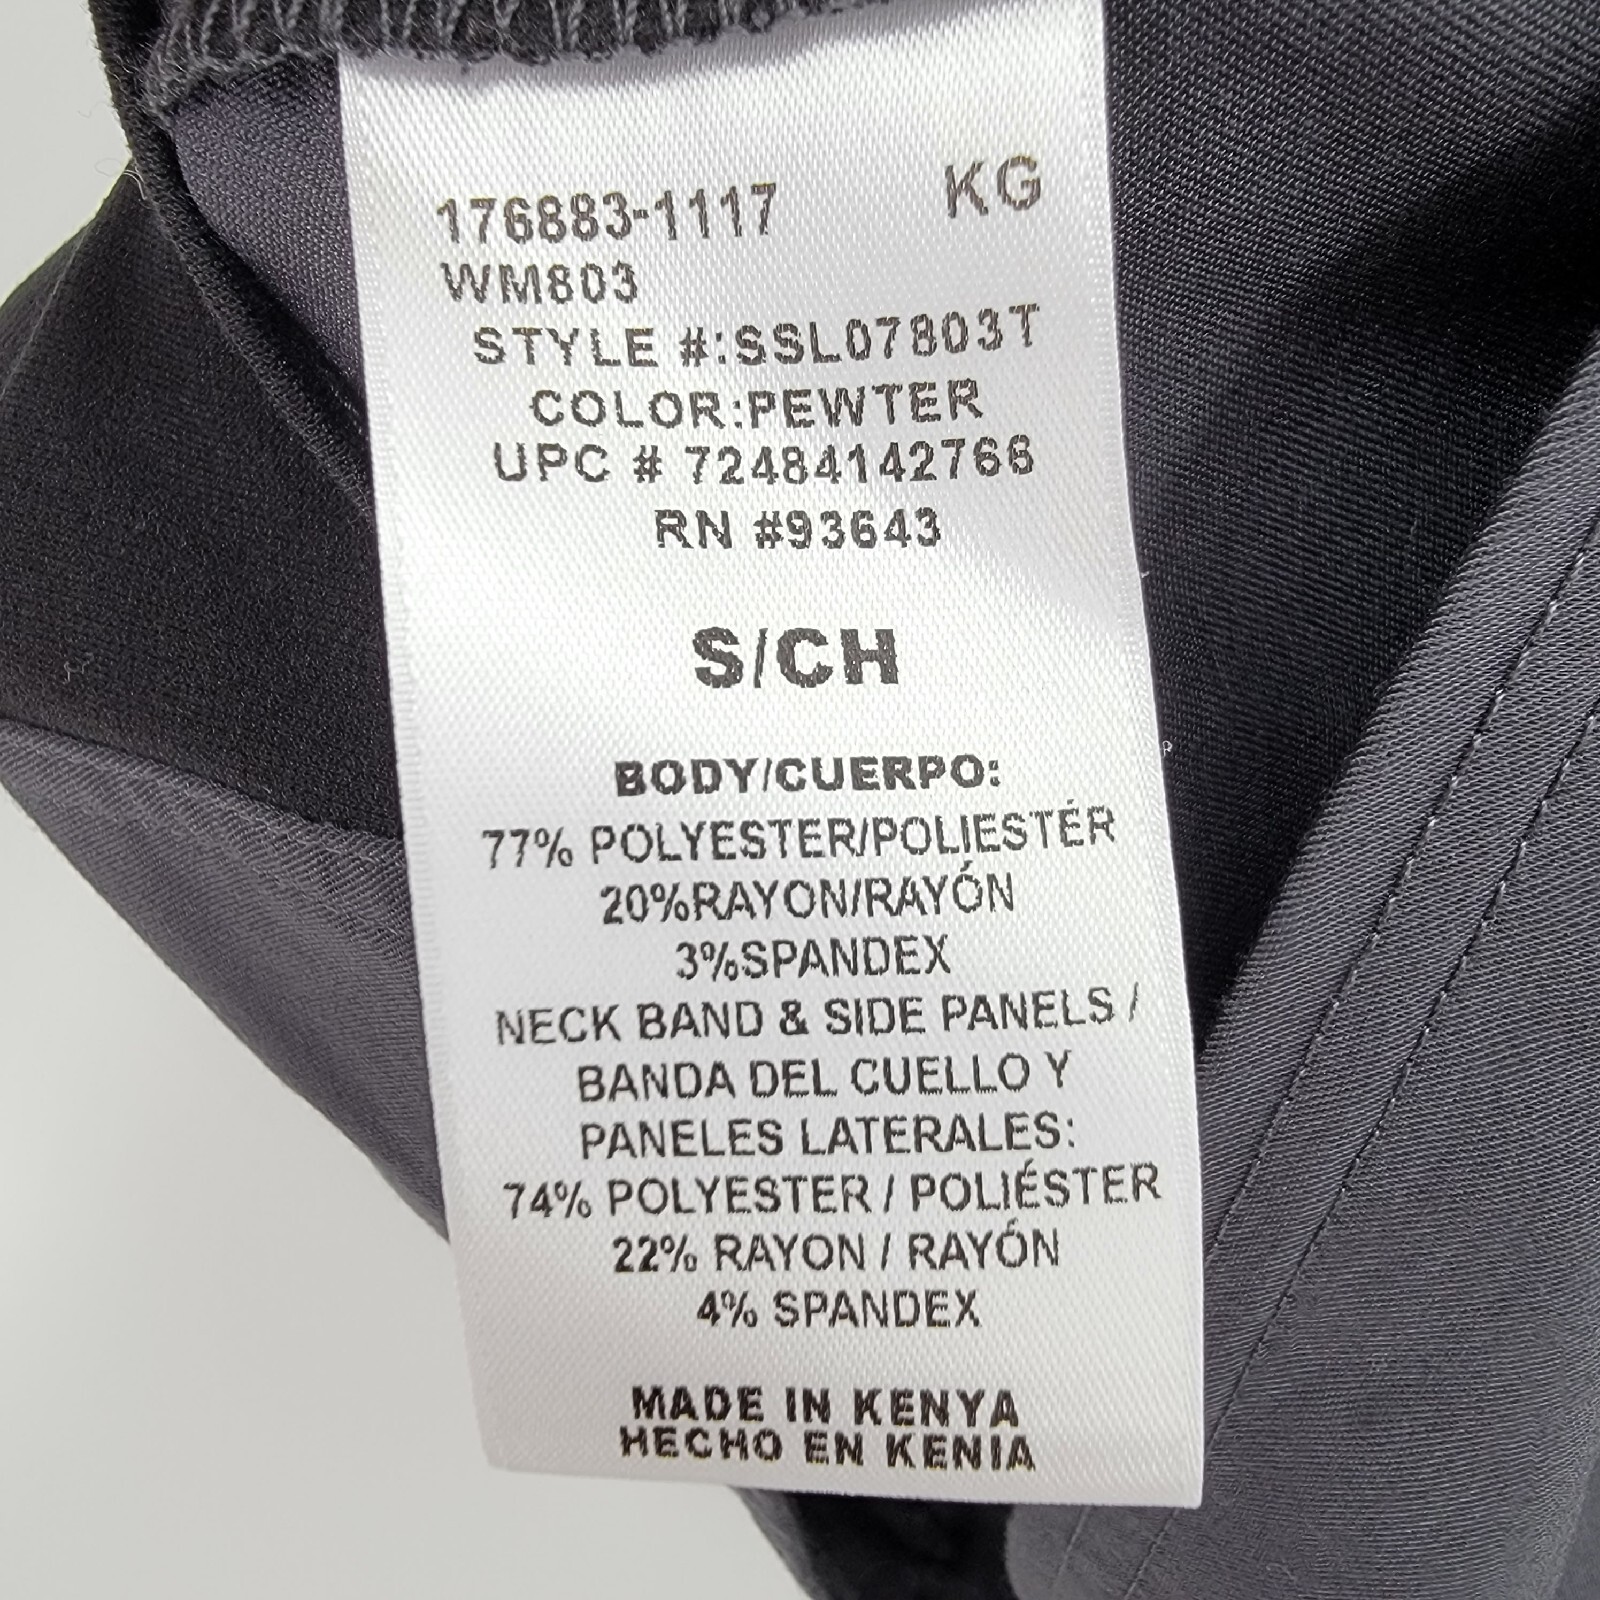 176883-1117 KG
WM803
STYLE #:SSL07803T
COLOR:PEWTER
UPC # 72484142766
RN #93643
S/CH
BODY/CUERPO:
77% POLYESTER/POLIESTÉR
20%RAYON/RAYÓN
3%SPANDEX
NECK BAND & SIDE PANELS /
BANDA DEL CUELLO Y
PANELES LATERALES:
74% POLYESTER / POLIÉSTER
22% RAYON / RAYÓN
4% SPANDEX
MADE IN KENYA
HECHO EN KENIA